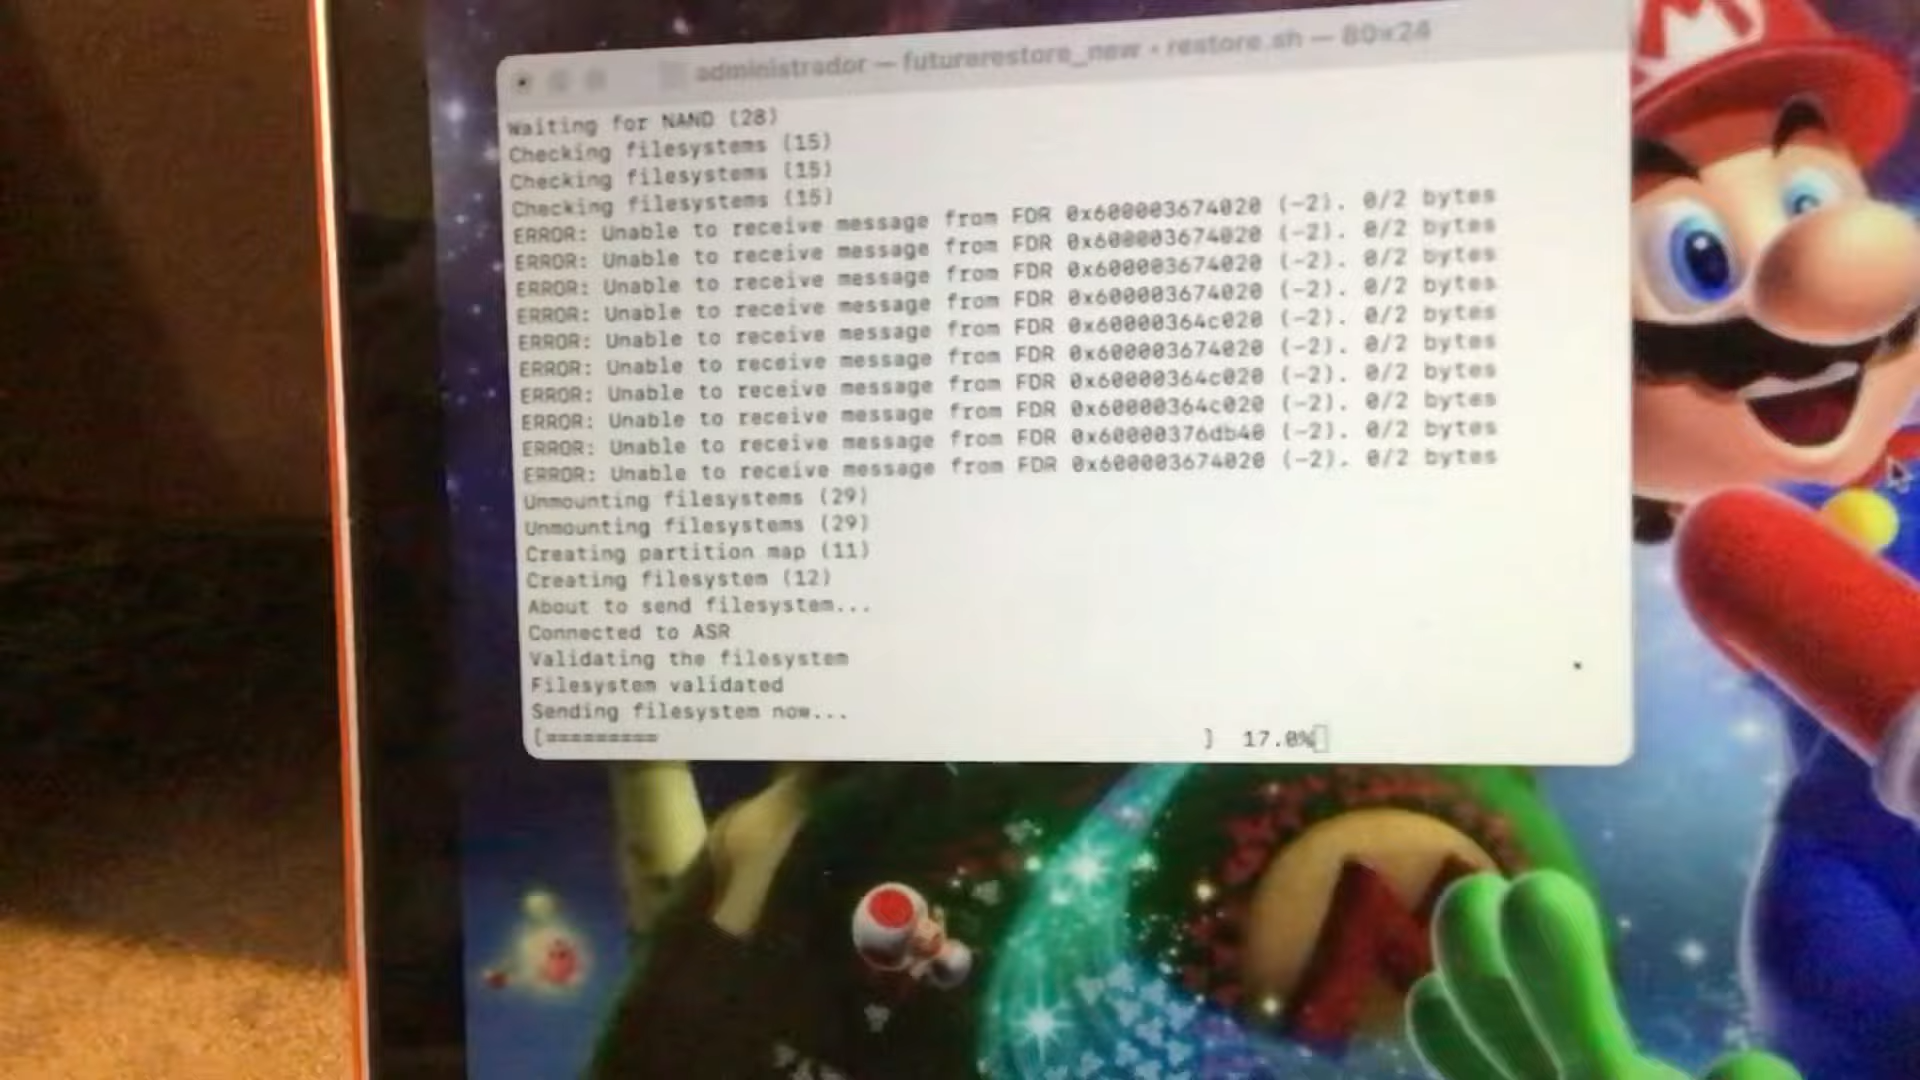 administrador — futurerestore_new • restore.sh — 80×24
Waiting for NAND (28)
Checking filesystems (15)
Checking filesystems (15)
Checking filesystems (15)
ERROR: Unable to receive message from FDR 0x600003674020 (-2). 0/2 bytes
ERROR: Unable to receive message from FDR 0x600003674020 (-2). 0/2 bytes
ERROR: Unable to receive message from FDR 0x600003674020 (-2). 0/2 bytes
ERROR: Unable to receive message from FDR 0x600003674020 (-2). 0/2 bytes
ERROR: Unable to receive message from FDR 0x60000364c020 (-2). 0/2 bytes
ERROR: Unable to receive message from FDR 0x600003674020 (-2). 0/2 bytes
ERROR: Unable to receive message from FDR 0x60000364c020 (-2). 0/2 bytes
ERROR: Unable to receive message from FDR 0x60000364c020 (-2). 0/2 bytes
ERROR: Unable to receive message from FDR 0x60000376db40 (-2). 0/2 bytes
ERROR: Unable to receive message from FDR 0x600003674020 (-2). 0/2 bytes
Unmounting filesystems (29)
Unmounting filesystems (29)
Creating partition map (11)
Creating filesystem (12)
About to send filesystem...
Connected to ASR
Validating the filesystem
Filesystem validated
Sending filesystem now...
[========= ] 17.0%
M